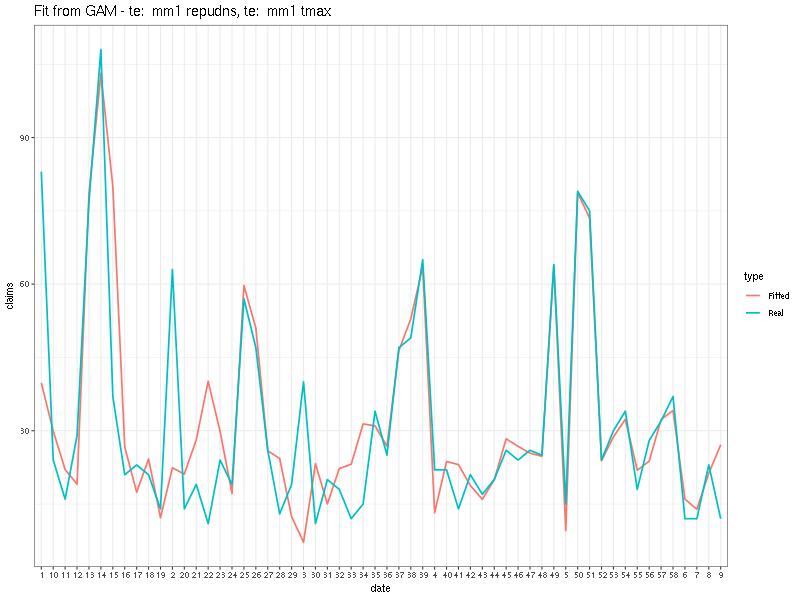 Fit from GAM - te:  mm1 repudns, te:  mm1 tmax
90
60
30
claims
1 10 11 12 13 14 15 16 17 18 19 2 20 21 22 23 24 25 26 27 28 29 3 30 31 32 33 34 35 36 37 38 39 4 40 41 42 43 44 45 46 47 48 49 5 50 51 52 53 54 55 56 57 58 6 7 8 9
date
type
Fitted
Real